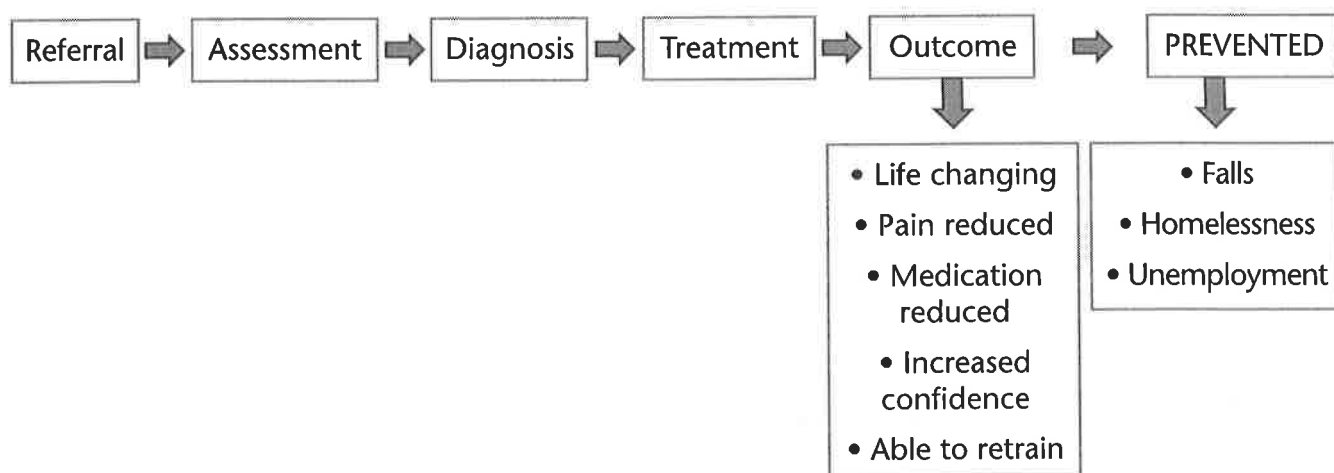 Referral
Assessment
Diagnosis
Treatment
Outcome
PREVENTED
• Life changing
• Pain reduced
• Medication
reduced
• Increased
confidence
• Able to retrain
• Falls
• Homelessness
• Unemployment